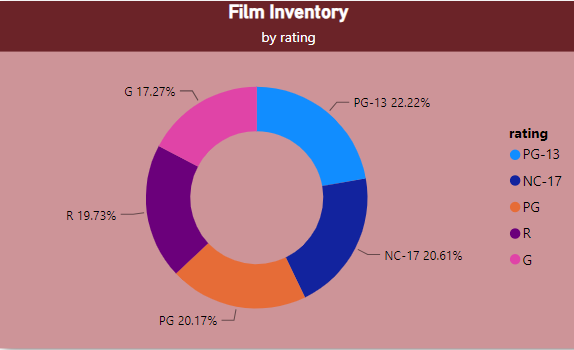 Film Inventory
by rating
G 17.27%
PG-13 22.22%
R 19.73%
NC-17 20.61%
PG 20.17%
rating
PG-13
NC-17
PG
R
G